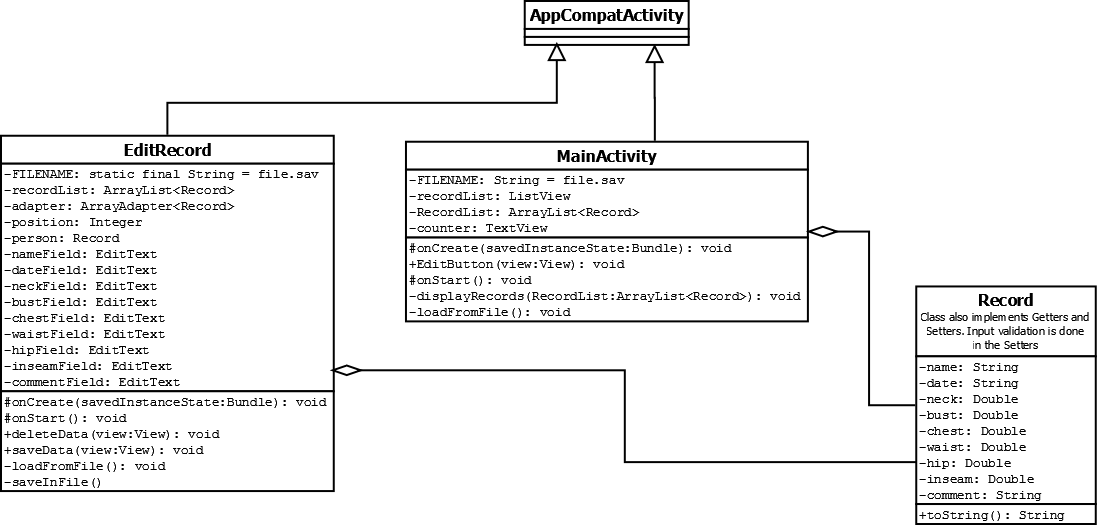 AppCompatActivity
EditRecord
-FILENAME: static final String = file.sav
-recordList: ArrayList<Record>
-adapter: ArrayAdapter<Record>
-position: Integer
-person: Record
-nameField: EditText
-dateField: EditText
-neckField: EditText
-bustField: EditText
-chestField: EditText
-waistField: EditText
-hipField: EditText
-inseamField: EditText
-commentField: EditText
#onCreate(savedInstanceState:Bundle): void
#onStart(): void
+deleteData(view:View): void
+saveData(view:View): void
-loadFromFile(): void
-saveInFile()
MainActivity
-FILENAME: String = file.sav
-recordList: ListView
-RecordList: ArrayList<Record>
-counter: TextView
#onCreate(savedInstanceState:Bundle): void
+EditButton(view:View): void
#onStart(): void
-displayRecords(RecordList:ArrayList<Record>): void
-loadFromFile(): void
Record
Class also implements Getters and
Setters. Input validation is done
in the Setters
-name: String
-date: String
-neck: Double
-bust: Double
-chest: Double
-waist: Double
-hip: Double
-inseam: Double
-comment: String
+toString(): String